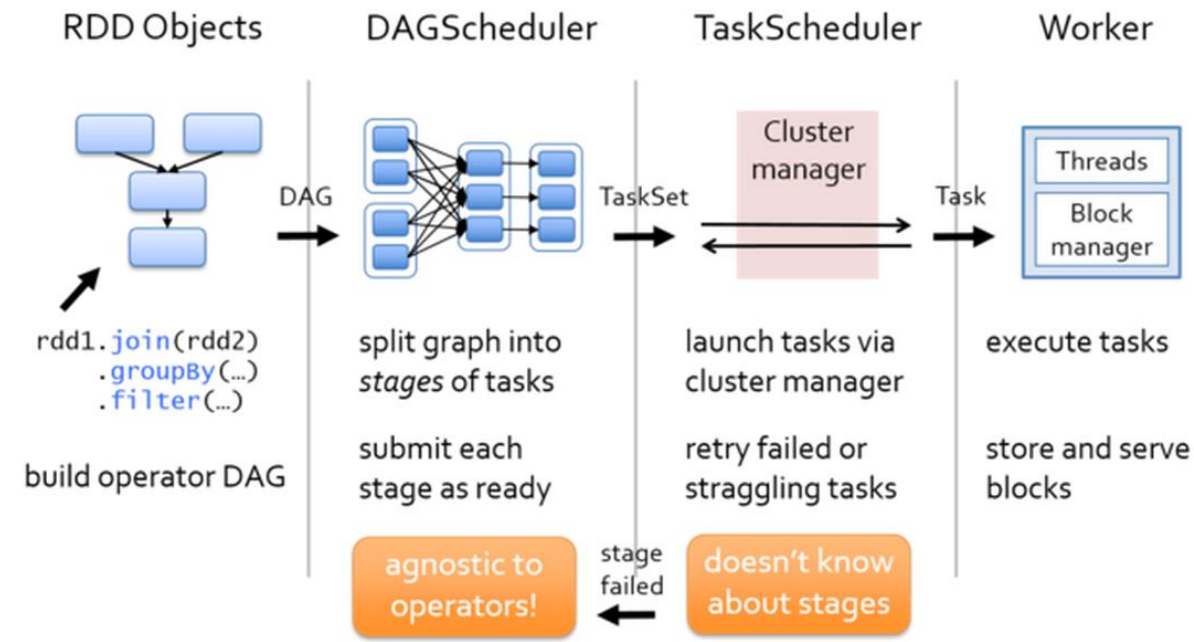 RDD Objects
DAGScheduler
TaskScheduler
Worker
DAG
TaskSet
Cluster
manager
Task
Threads
Block
manager
rdd1.join(rdd2)
.groupBy(…)
.filter(…)
build operator DAG
split graph into
stages of tasks
submit each
stage as ready
agnostic to
operators!
launch tasks via
cluster manager
retry failed or
straggling tasks
stage
failed
doesn't know
about stages
execute tasks
store and serve
blocks